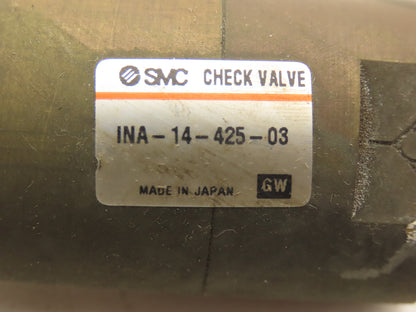 SMC CHECK VALVE
INA-14-425-03
MADE IN JAPAN GW